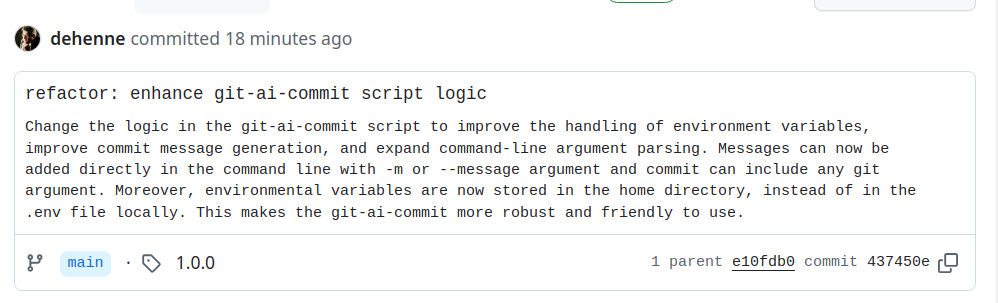 dehenne committed 18 minutes ago
refactor: enhance git-ai-commit script logic
Change the logic in the git-ai-commit script to improve the handling of environment variables,
improve commit message generation, and expand command-line argument parsing. Messages can now be
added directly in the command line with -m or --message argument and commit can include any git
argument. Moreover, environmental variables are now stored in the home directory, instead of in the
.env file locally. This makes the git-ai-commit more robust and friendly to use.
main · 1.0.0 1 parent e10fdb0 commit 437450e